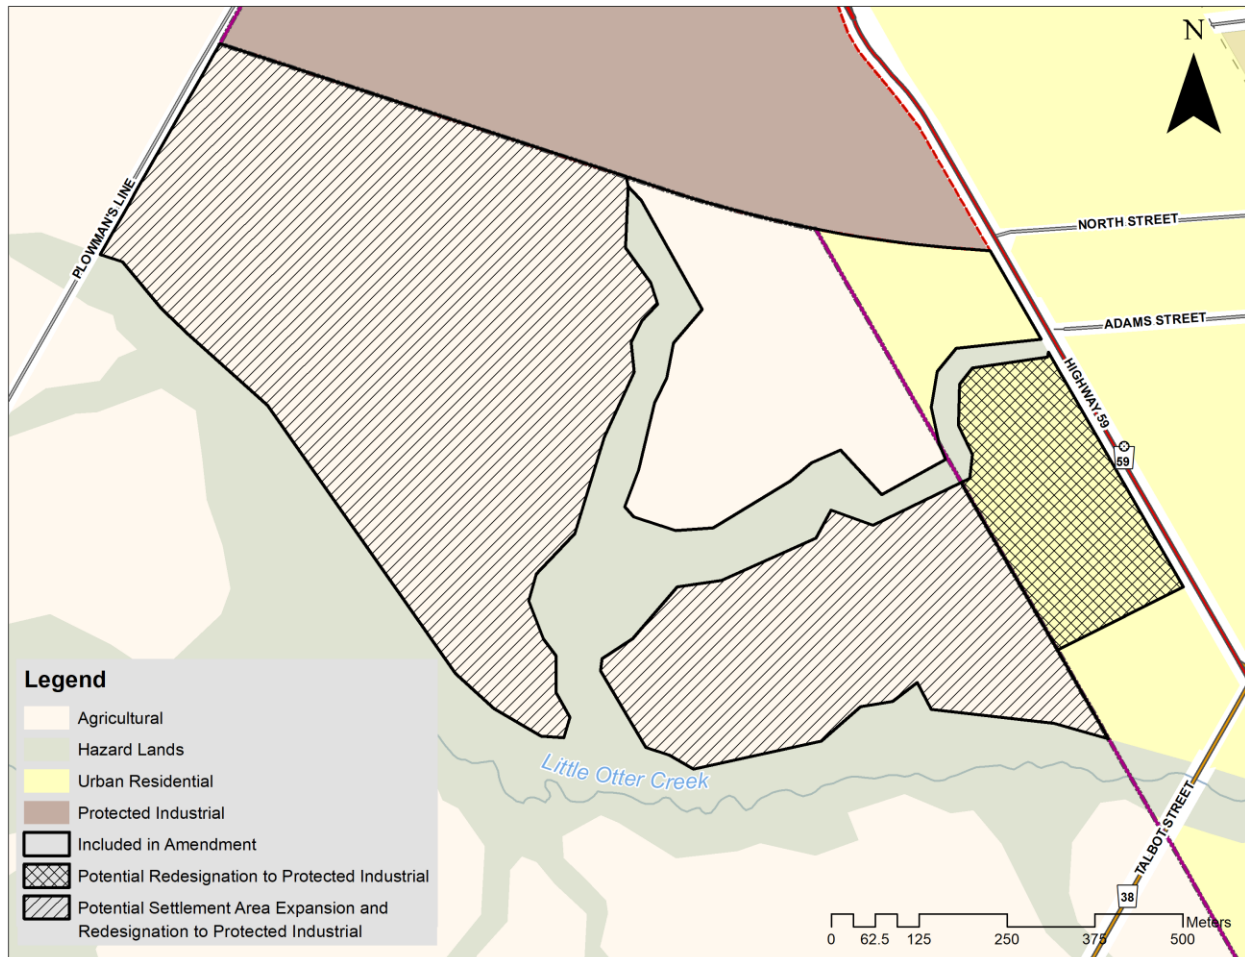 N
PLOWMAN'S LINE
NORTH STREET
ADAMS STREET
HIGHWAY 59
59
Legend
Agricultural
Hazard Lands
Urban Residential
Protected Industrial
Included in Amendment
Potential Redesignation to Protected Industrial
Potential Settlement Area Expansion and
Redesignation to Protected Industrial
Little Otter Creek
TALBOT STREET
38
Meters
0 62.5 125 250 375 500